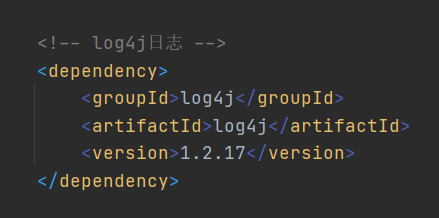 <!-- log4j日志 -->
<dependency>
    <groupId>log4j</groupId>
    <artifactId>log4j</artifactId>
    <version>1.2.17</version>
</dependency>